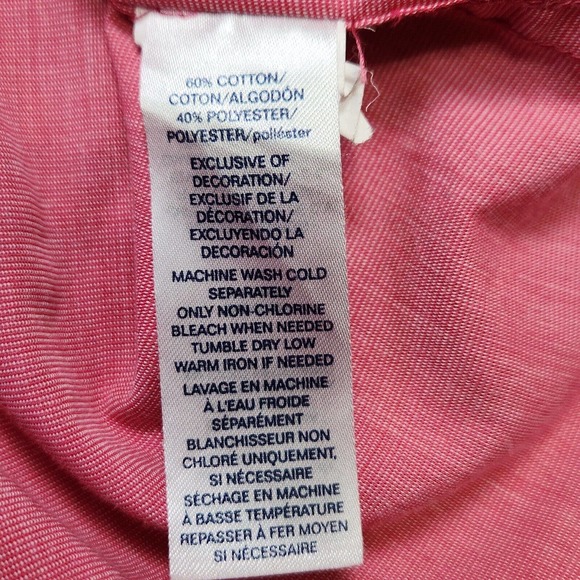 60% COTTON/
COTON/ALGODÓN
40% POLYESTER/
POLYESTER/poliéster
EXCLUSIVE OF
DECORATION/
EXCLUSIF DE LA
DÉCORATION/
EXCLUYENDO LA
DECORACIÓN
MACHINE WASH COLD
SEPARATELY
ONLY NON-CHLORINE
BLEACH WHEN NEEDED
TUMBLE DRY LOW
WARM IRON IF NEEDED
LAVAGE EN MACHINE
À L'EAU FROIDE
SÉPARÉMENT
BLANCHISSEUR NON
CHLORÉ UNIQUEMENT,
SI NÉCESSAIRE
SÉCHAGE EN MACHINE
À BASSE TEMPÉRATURE
REPASSER À FER MOYEN
SI NÉCESSAIRE